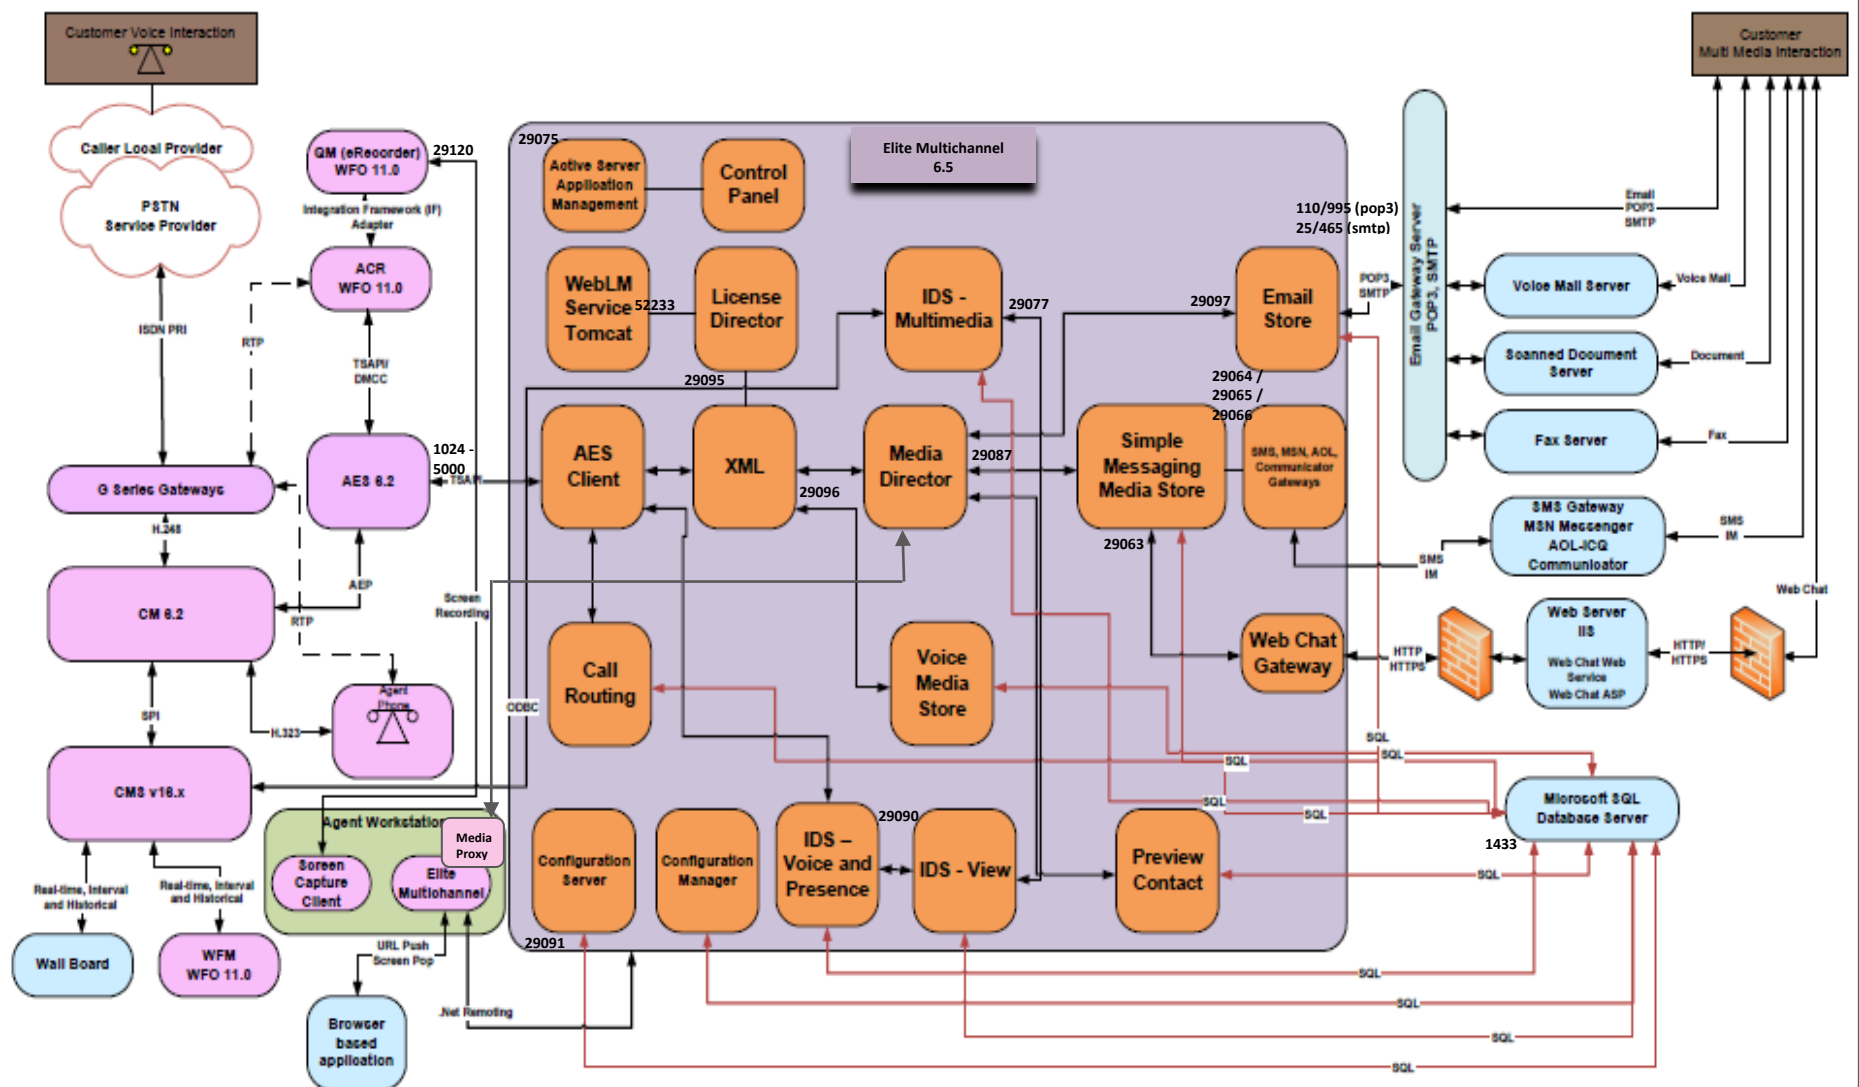 Customer Voice Interaction
Caller Local Provider
PSTN
Service Provider
ISDN PRI
RTP
G Series Gateways
H.248
CM 6.2
SPI
H.323
RTP
Agent
Phone
CMS v16.x
Real-time, Interval
and Historical
Real-time, Interval
and Historical
Wall Board
WFM
WFO 11.0
QM (eRecorder)
WFO 11.0
29120
Integration Framework (IF)
Adapter
ACR
WFO 11.0
TSAPI/
DMCC
AES 6.2
1024 -
5000
TSAPI
AEP
Screen
Recording
ODBC
Agent Workstation
Media
Proxy
Screen
Capture
Client
Elite
Multichannel
URL Push
Screen Pop
.Net Remoting
Browser
based
application
Elite Multichannel
6.5
29075
Active Server
Application
Management
Control
Panel
WebLM
Service
Tomcat
52233
License
Director
29095
IDS -
Multimedia
29077
29097
Email
Store
AES
Client
XML
29096
Media
Director
29087
Simple
Messaging
Media Store
29064 /
29065 /
29066
SMS, MSN, AOL,
Communicator
Gateways
29063
Call
Routing
Voice
Media
Store
Web Chat
Gateway
Configuration
Server
29091
Configuration
Manager
IDS –
Voice and
Presence
29090
IDS - View
Preview
Contact
110/995 (pop3)
25/465 (smtp)
POP3
SMTP
Email Gateway Server
POP3, SMTP
Customer
Multi Media Interaction
Email
POP3
SMTP
Voice Mail Server
Voice Mail
Scanned Document
Server
Document
Fax Server
Fax
SMS Gateway
MSN Messenger
AOL-ICQ
Communicator
SMS
IM
SMS
IM
Web Chat
HTTP
HTTPS
Web Server
IIS
Web Chat Web
Service
Web Chat ASP
HTTP/
HTTPS
SQL
SQL
SQL
SQL
SQL
Microsoft SQL
Database Server
1433
SQL
SQL
SQL
SQL
SQL